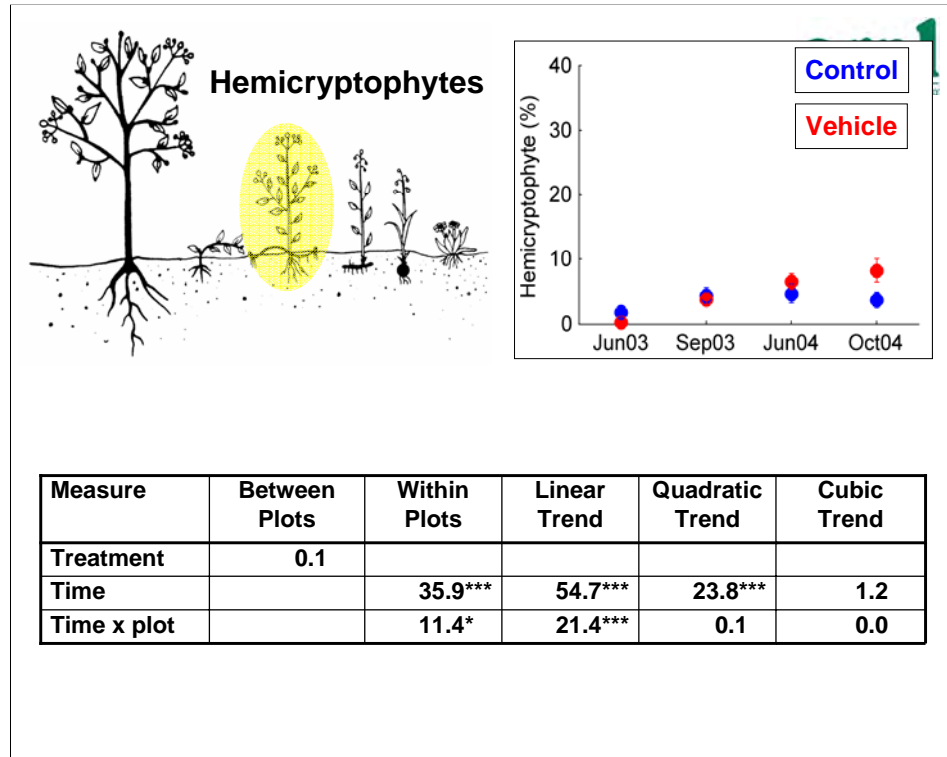 Hemicryptophytes
Control
Vehicle
Hemicryptophyte (%)
40
30
20
10
0
Jun03 Sep03 Jun04 Oct04
Measure Between Plots Within Plots Linear Trend Quadratic Trend Cubic Trend
Treatment 0.1
Time 35.9*** 54.7*** 23.8*** 1.2
Time x plot 11.4* 21.4*** 0.1 0.0